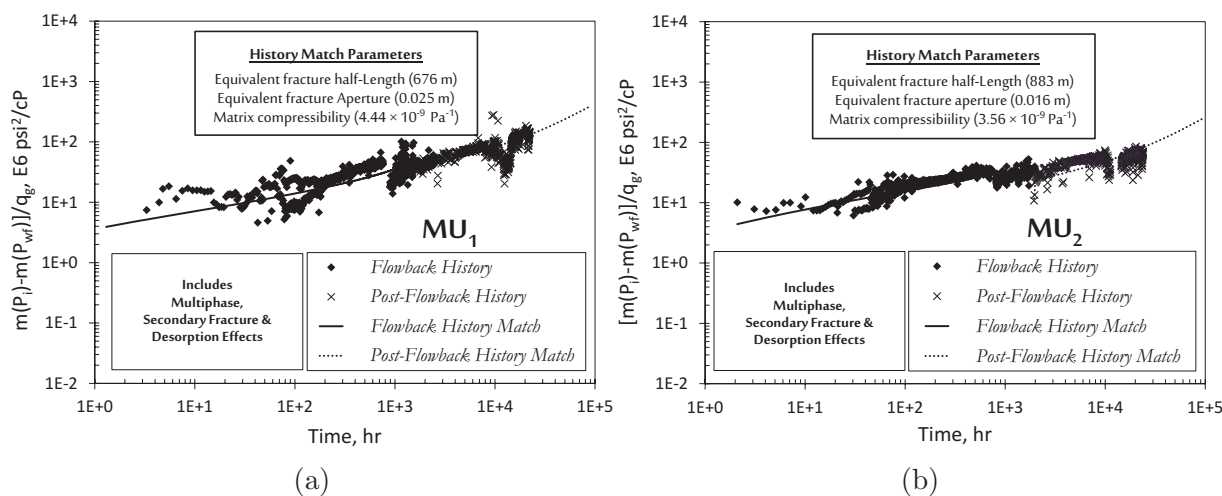 1E+4
1E+3
1E+2
1E+1
1E+0
1E-1
1E-2
m(Pi)-m(Pwf)]/qg, E6 psi²/cP
History Match Parameters
Equivalent fracture half-Length (676 m)
Equivalent fracture Aperture (0.025 m)
Matrix compressibility (4.44 × 10⁻⁹ Pa⁻¹)
MU₁
Includes
Multiphase,
Secondary Fracture &
Desorption Effects
Flowback History
Post-Flowback History
Flowback History Match
Post-Flowback History Match
1E+0 1E+1 1E+2 1E+3 1E+4 1E+5
Time, hr
(a)
1E+4
1E+3
1E+2
1E+1
1E+0
1E-1
1E-2
[m(Pi)-m(Pwf)]/qg, E6 psi²/cP
History Match Parameters
Equivalent fracture half-Length (883 m)
Equivalent fracture aperture (0.016 m)
Matrix compressibiility (3.56 × 10⁻⁹ Pa⁻¹)
MU₂
Includes
Multiphase,
Secondary Fracture &
Desorption Effects
Flowback History
Post-Flowback History
Flowback History Match
Post-Flowback History Match
1E+0 1E+1 1E+2 1E+3 1E+4 1E+5
Time, hr
(b)